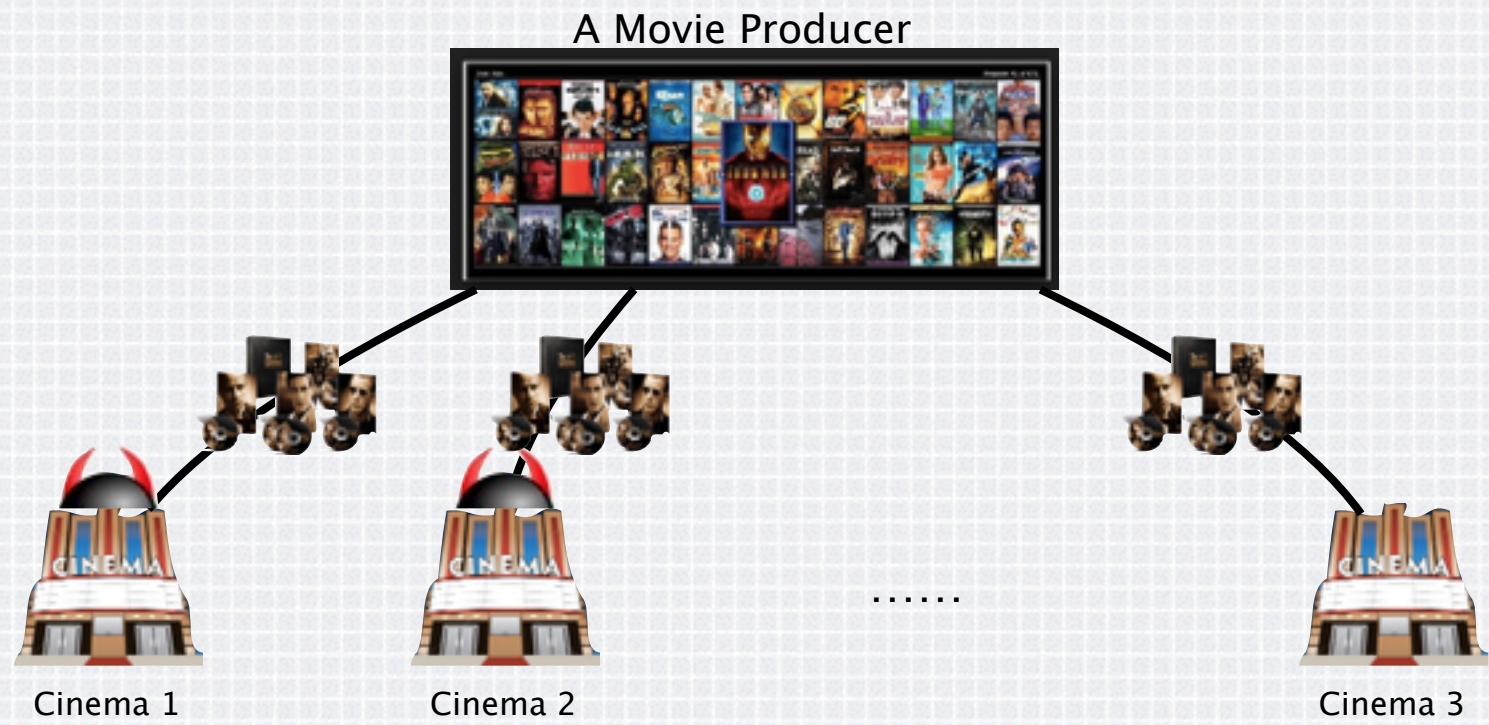 A Movie Producer
CINEMA
CINEMA
CINEMA
......
Cinema 1
Cinema 2
Cinema 3